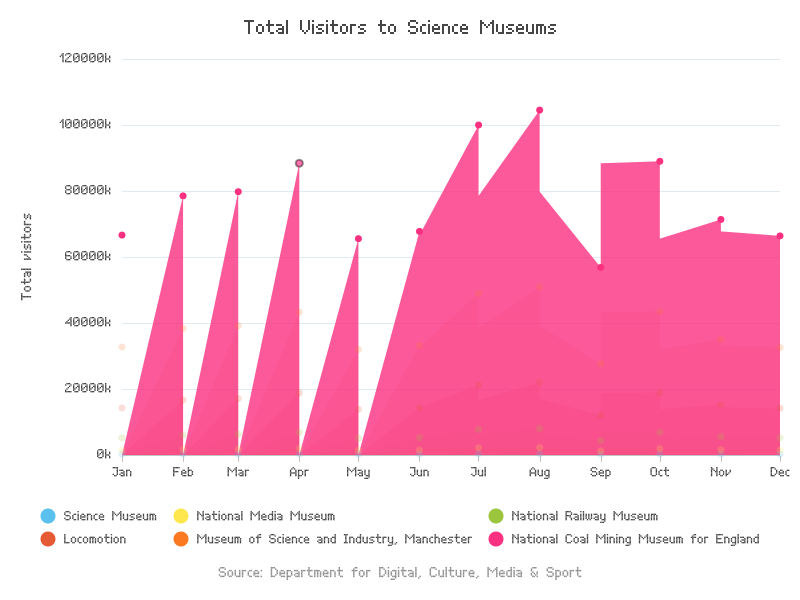 Total Visitors to Science Museums
120000k
100000k
80000k
60000k
40000k
20000k
0k
Total visitors
Jan Feb Mar Apr May Jun Jul Aug Sep Oct Nov Dec
Science Museum National Media Museum National Railway Museum
Locomotion Museum of Science and Industry, Manchester National Coal Mining Museum for England
Source: Department for Digital, Culture, Media & Sport